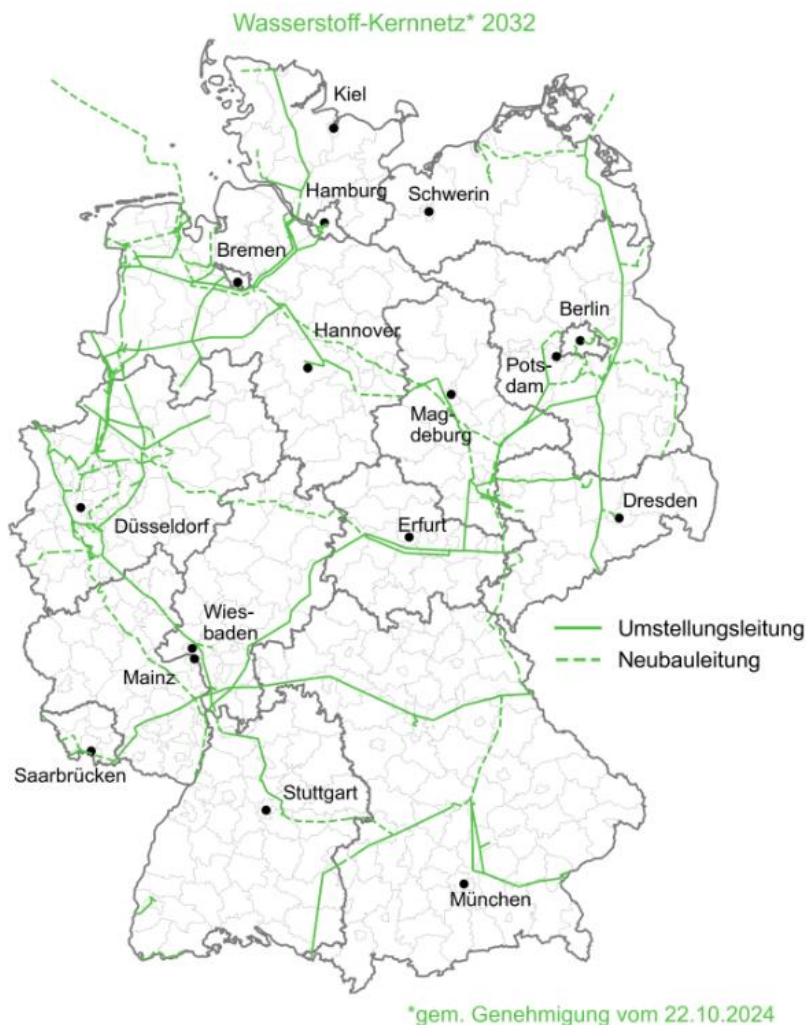 Wasserstoff-Kernnetz* 2032
Kiel
Hamburg
Schwerin
Bremen
Berlin
Hannover
Pots-
dam
Mag-
deburg
Düsseldorf
Erfurt
Dresden
Wies-
baden
Umstellungsleitung
Mainz
Neubauleitung
Saarbrücken
Stuttgart
München
*gem. Genehmigung vom 22.10.2024